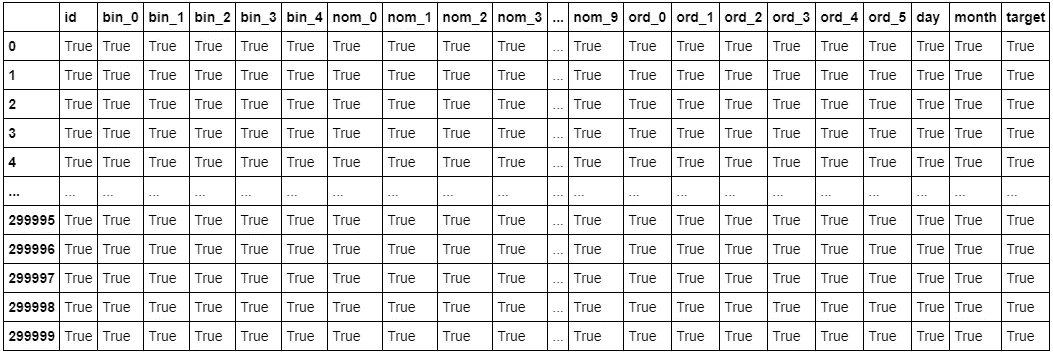 id bin_0 bin_1 bin_2 bin_3 bin_4 nom_0 nom_1 nom_2 nom_3 ... nom_9 ord_0 ord_1 ord_2 ord_3 ord_4 ord_5 day month target
0 True True True True True True True True True True ... True True True True True True True True True True
1 True True True True True True True True True True ... True True True True True True True True True True
2 True True True True True True True True True True ... True True True True True True True True True True
3 True True True True True True True True True True ... True True True True True True True True True True
4 True True True True True True True True True True ... True True True True True True True True True True
... ... ... ... ... ... ... ... ... ... ... ... ... ... ... ... ... ... ... ... ... ...
299995 True True True True True True True True True True ... True True True True True True True True True True
299996 True True True True True True True True True True ... True True True True True True True True True True
299997 True True True True True True True True True True ... True True True True True True True True True True
299998 True True True True True True True True True True ... True True True True True True True True True True
299999 True True True True True True True True True True ... True True True True True True True True True True